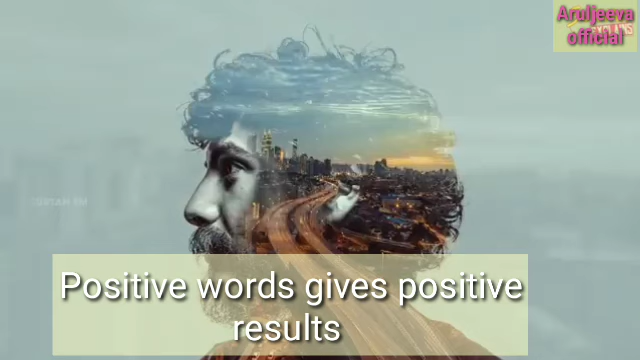 Aruljeeva
official
Positive words gives positive
results